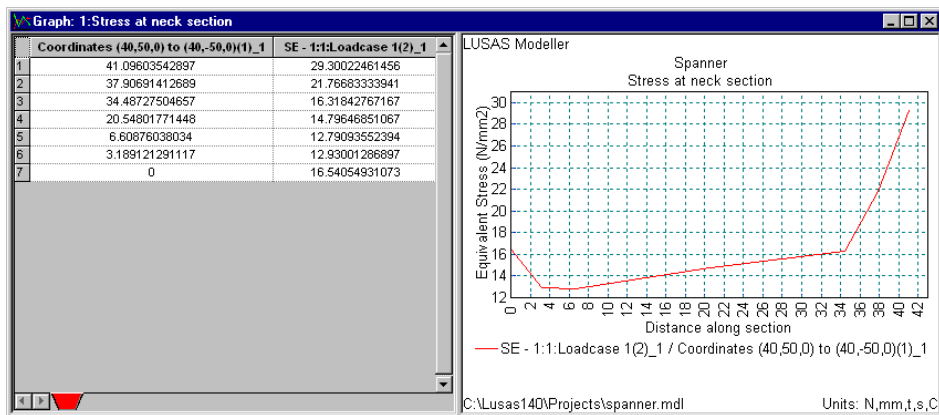 Graph: 1:Stress at neck section
Coordinates (40,50,0) to (40,-50,0)(1)_1 SE - 1:1:Loadcase 1(2)_1
1 41.09603542897 29.30022461456
2 37.90691412689 21.76683333941
3 34.48727504657 16.31842767167
4 20.54801771448 14.79646851067
5 6.60876038034 12.79093552394
6 3.189121291117 12.93001286897
7 0 16.54054931073
LUSAS Modeller
Spanner
Stress at neck section
Equivalent Stress (N/mm2)
30
28
26
24
22
20
18
16
14
12
0 2 4 6 8 10 12 14 16 18 20 22 24 26 28 30 32 34 36 38 40 42
Distance along section
SE - 1:1:Loadcase 1(2)_1 / Coordinates (40,50,0) to (40,-50,0)(1)_1
C:\Lusas140\Projects\spanner.mdl Units: N,mm,t,s,C